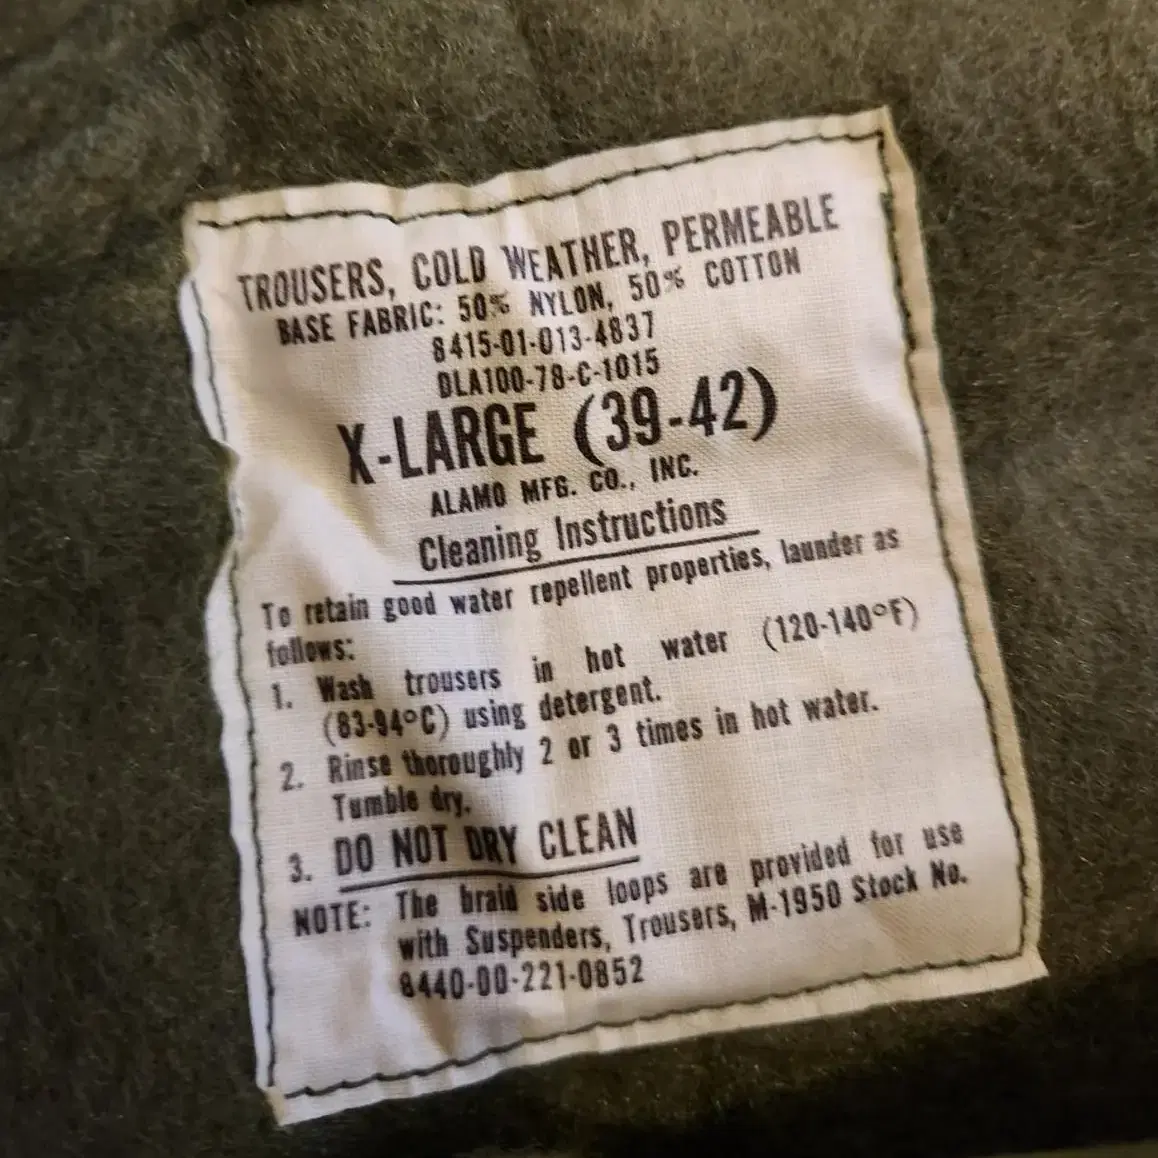 TROUSERS, COLD WEATHER, PERMEABLE
BASE FABRIC: 50% NYLON, 50% COTTON
8415-01-013-4837
DLA100-78-C-1015
X-LARGE (39-42)
ALAMO MFG. CO., INC.
Cleaning Instructions
To retain good water repellent properties, launder as
follows:
1. Wash trousers in hot water (120-140°F)
(83-94°C) using detergent.
2. Rinse thoroughly 2 or 3 times in hot water.
Tumble dry.
3. DO NOT DRY CLEAN
NOTE: The braid side loops are provided for use
with Suspenders, Trousers, M-1950 Stock No.
8440-00-221-0852